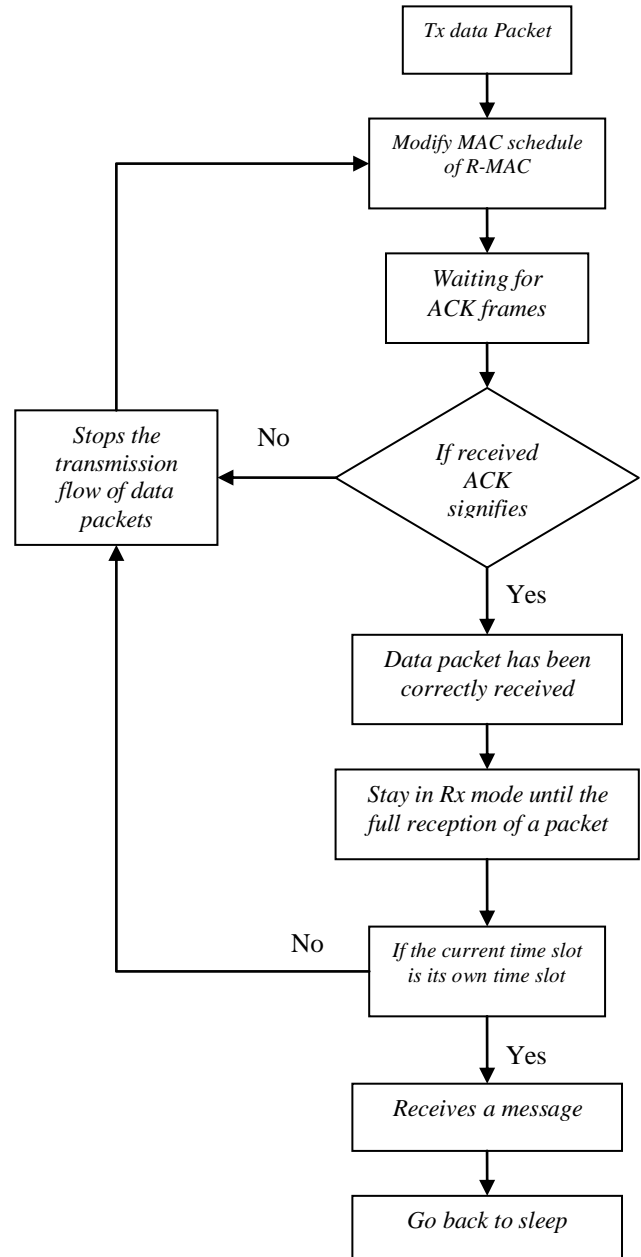 Tx data Packet
Modify MAC schedule
of R-MAC
Waiting for
ACK frames
If received
ACK
signifies
No
Stops the
transmission
flow of data
packets
Yes
Data packet has been
correctly received
Stay in Rx mode until the
full reception of a packet
No
If the current time slot
is its own time slot
Yes
Receives a message
Go back to sleep